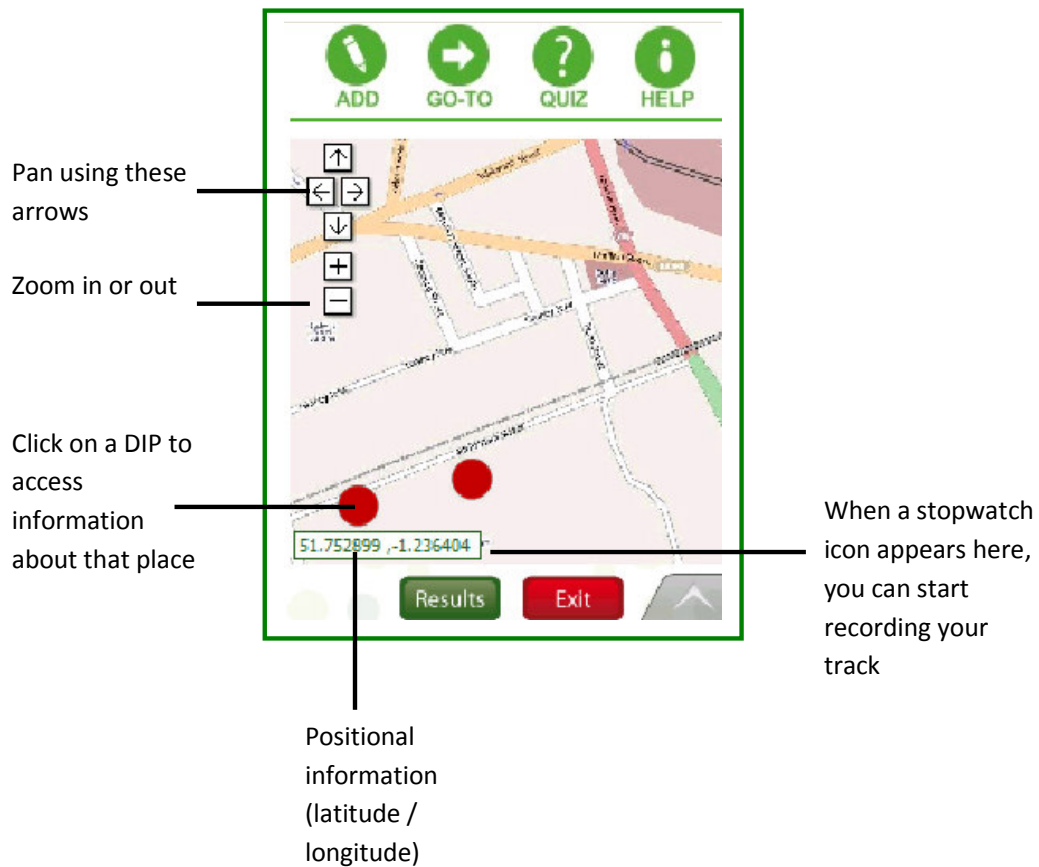 ADD
GO-TO
QUIZ
HELP
Pan using these
arrows
Zoom in or out
Click on a DIP to
access
information
about that place
51.752899 ,-1.236404
When a stopwatch
icon appears here,
you can start
recording your
track
Results
Exit
Positional
information
(latitude /
longitude)